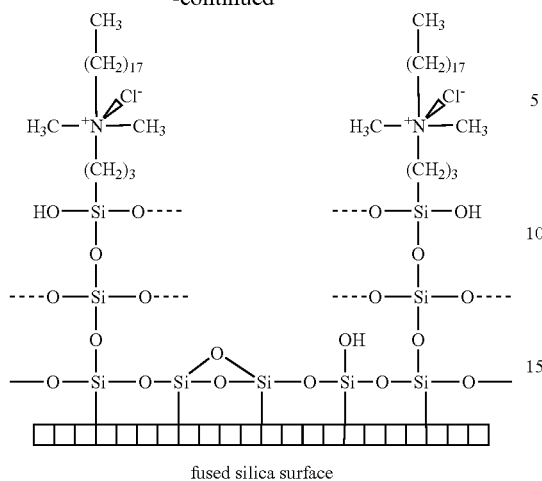 -continued
CH3 CH3
(CH2)17 (CH2)17
Cl- Cl- 5
H3C +N CH3 H3C +N CH3
(CH2)3 (CH2)3
HO Si O O Si OH
O O 10
O Si O O Si O
O O OH
O 15
O Si O Si O Si O Si O Si O
fused silica surface